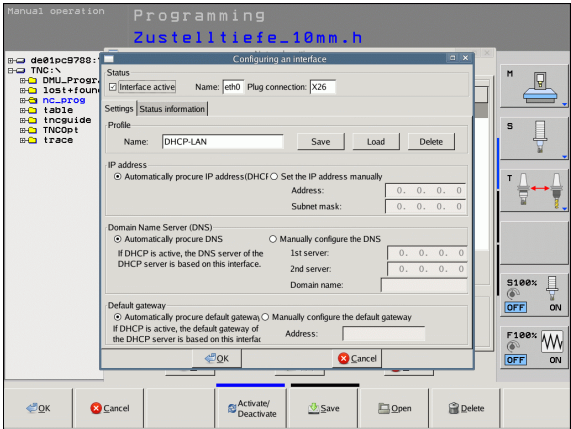 Manual operation
Programming
Zustelltiefe_10mm.h
de01pc9788:
TNC:\
DMU_Progr.
lost+foun
nc_prog
table
tncguide
TNCOpt
trace
Configuring an interface
Status
Interface active Name: eth0 Plug connection: X26
Settings Status information
Profile
Name: DHCP-LAN Save Load Delete
IP address
Automatically procure IP address(DHCF Set the IP address manually
Address: 0. 0. 0. 0
Subnet mask: 0. 0. 0. 0
Domain Name Server (DNS)
Automatically procure DNS Manually configure the DNS
If DHCP is active, the DNS server of the 1st server: 0. 0. 0. 0
DHCP server is based on this interface. 2nd server: 0. 0. 0. 0
Domain name:
Default gateway
Automatically procure default gateway Manually configure the default gateway
If DHCP is active, the default gateway of Address:
the DHCP server is based on this interfac
OK Cancel
M
S
T
S100%
OFF ON
F100%
OFF ON
OK Cancel Activate/ Deactivate Save Open Delete